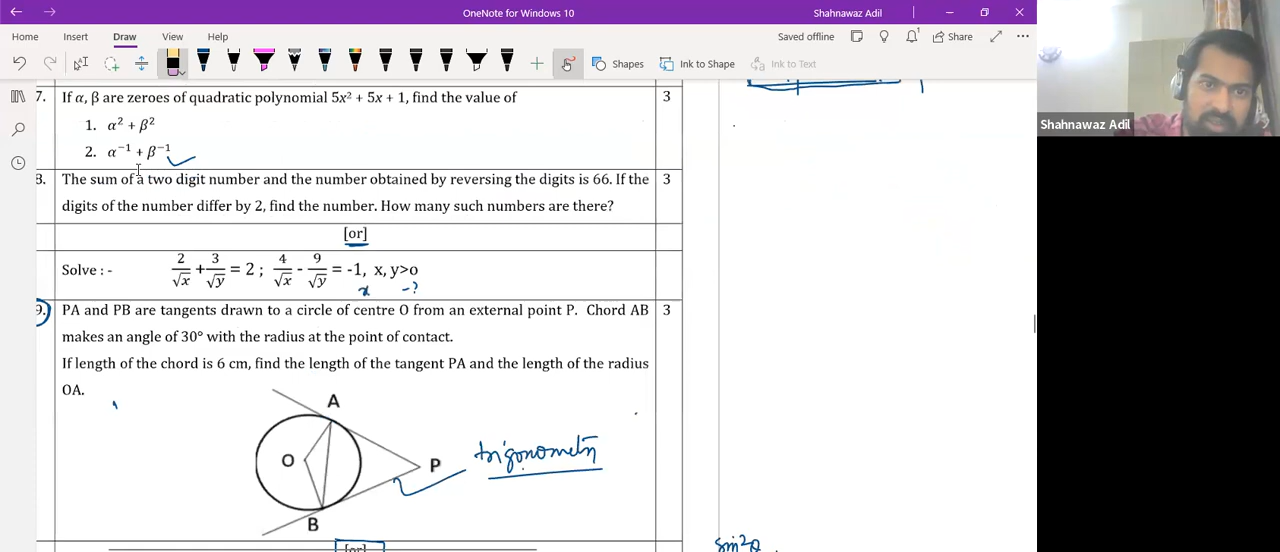 OneNote for Windows 10
Shahnawaz Adil
Home Insert Draw View Help
Saved offline
Share
Shapes
Ink to Shape
Ink to Text
7. If α, β are zeroes of quadratic polynomial 5x² + 5x + 1, find the value of 3
1. α² + β²
2. α⁻¹ + β⁻¹
8. The sum of a two digit number and the number obtained by reversing the digits is 66. If the 3
digits of the number differ by 2, find the number. How many such numbers are there?
[or]
Solve : - 2/√x + 3/√y = 2 ; 4/√x - 9/√y = -1, x, y>o
x -?
9. PA and PB are tangents drawn to a circle of centre O from an external point P. Chord AB 3
makes an angle of 30° with the radius at the point of contact.
If length of the chord is 6 cm, find the length of the tangent PA and the length of the radius
OA.
A
O
P
B
[or]
sin²θ
Shahnawaz Adil